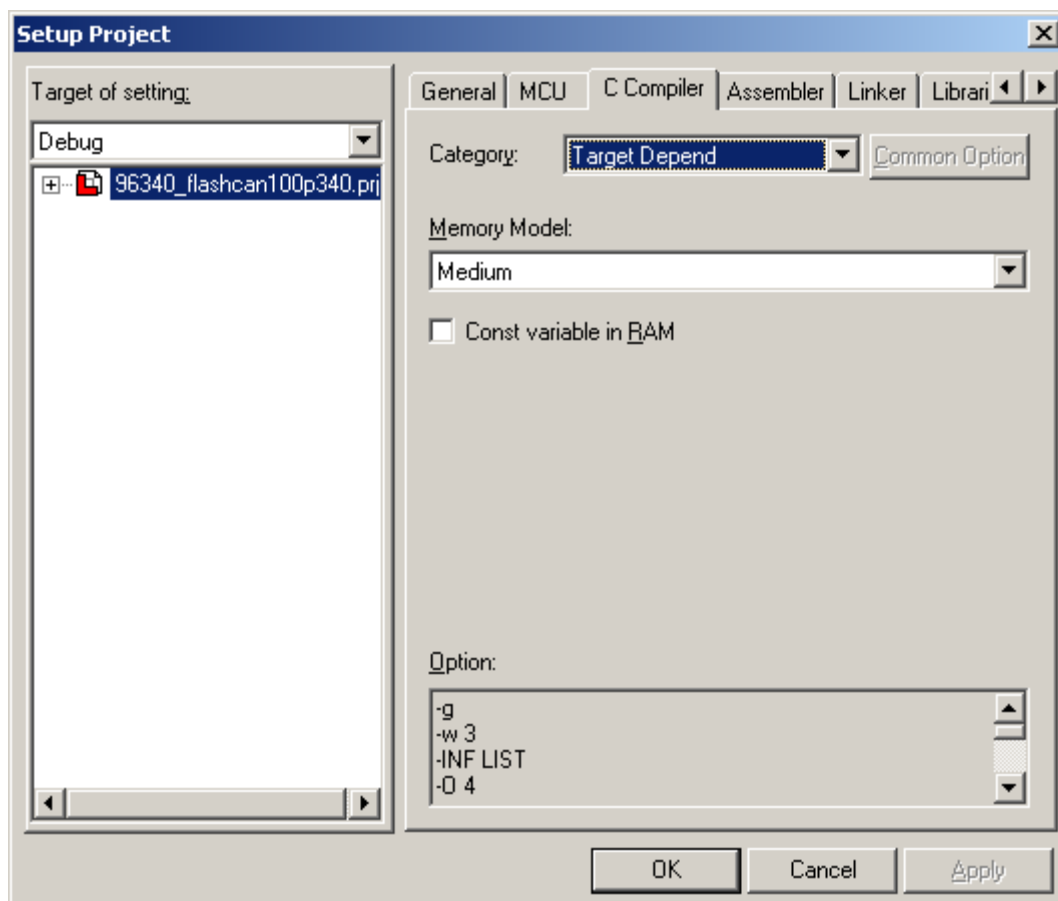 Setup Project
Target of setting:
Debug
96340_flashcan100p340.prj
General MCU C Compiler Assembler Linker Librari
Category: Target Depend Common Option
Memory Model:
Medium
Const variable in RAM
Option:
-g
-w 3
-INF LIST
-O 4
OK Cancel Apply